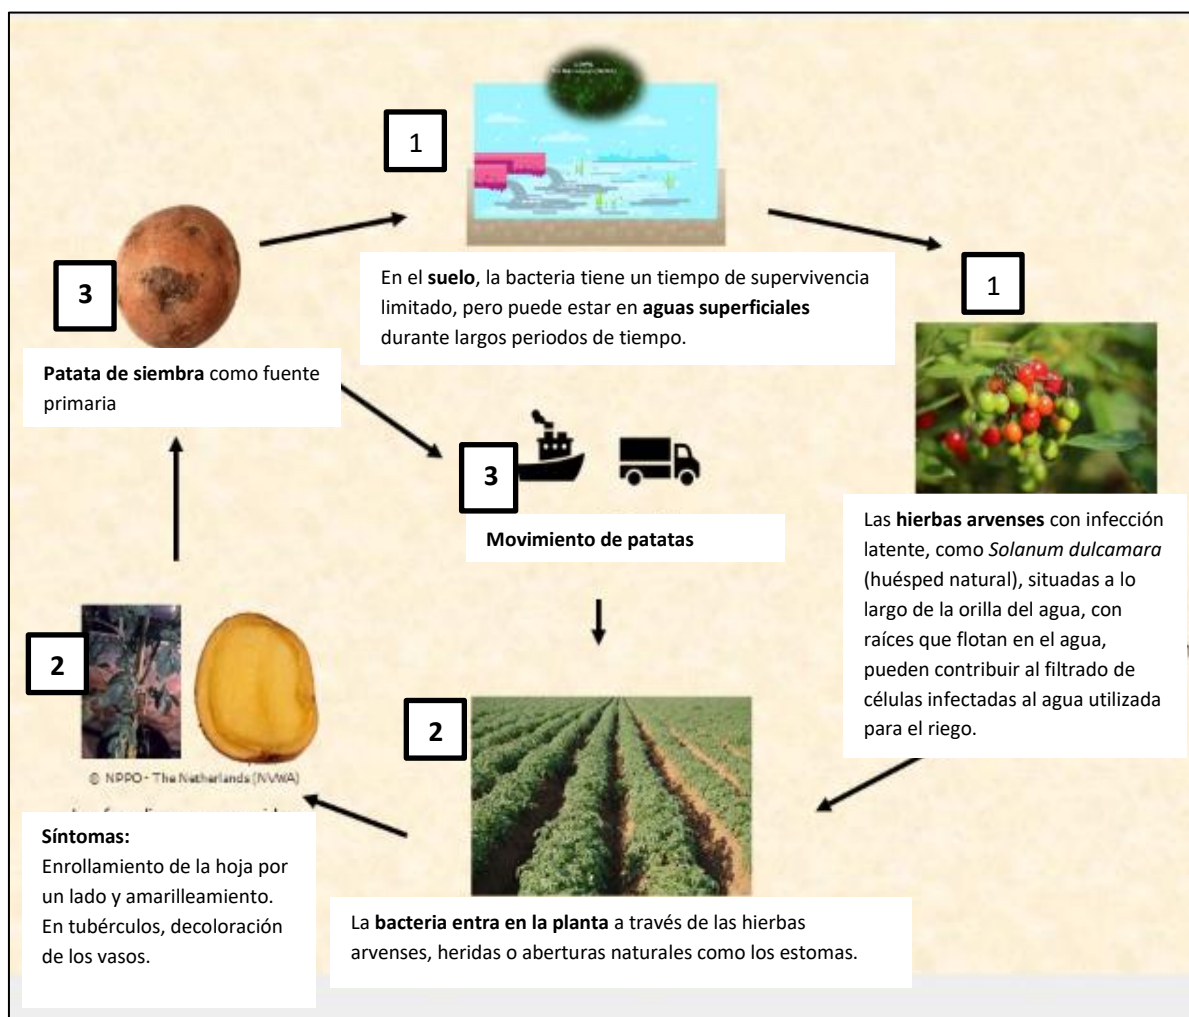 1
En el suelo, la bacteria tiene un tiempo de supervivencia
limitado, pero puede estar en aguas superficiales
durante largos periodos de tiempo.
1
Las hierbas arvenses con infección
latente, como Solanum dulcamara
(huésped natural), situadas a lo
largo de la orilla del agua, con
raíces que flotan en el agua,
pueden contribuir al filtrado de
células infectadas al agua utilizada
para el riego.
3
Patata de siembra como fuente
primaria
3
Movimiento de patatas
2
La bacteria entra en la planta a través de las hierbas
arvenses, heridas o aberturas naturales como los estomas.
2
© NPPO - The Netherlands (NVWA)
Síntomas:
Enrollamiento de la hoja por
un lado y amarilleamiento.
En tubérculos, decoloración
de los vasos.